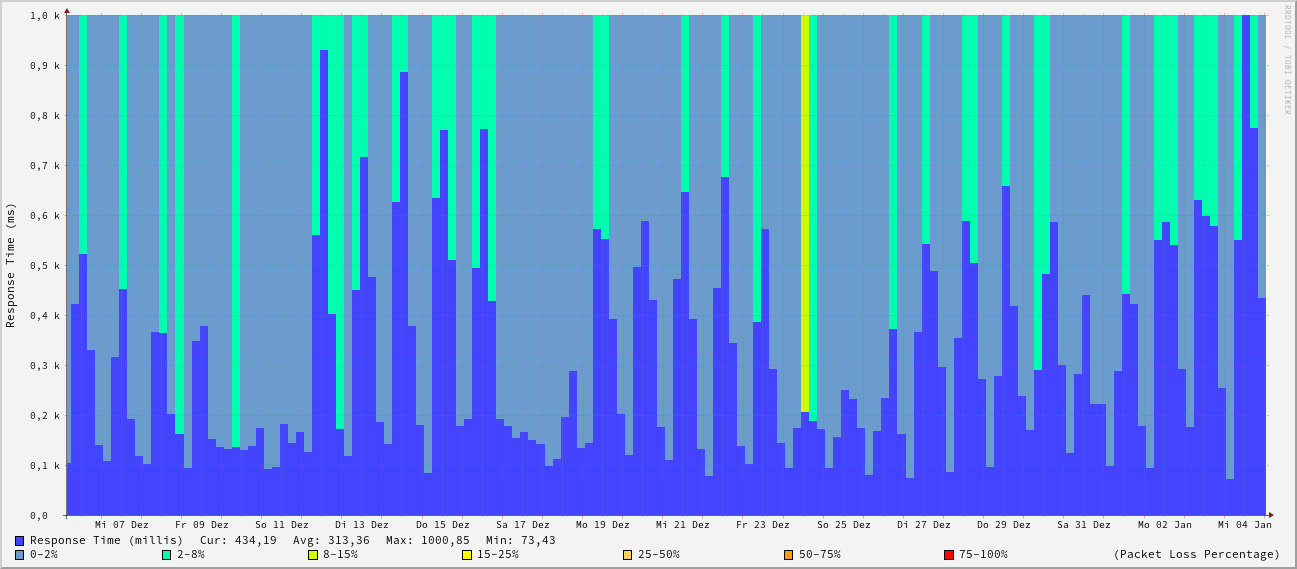 RRDTOOL / TOBI OETIKER
Response Time (ms)
1,0 k
0,9 k
0,8 k
0,7 k
0,6 k
0,5 k
0,4 k
0,3 k
0,2 k
0,1 k
0,0
Mi 07 Dez Fr 09 Dez So 11 Dez Di 13 Dez Do 15 Dez Sa 17 Dez Mo 19 Dez Mi 21 Dez Fr 23 Dez So 25 Dez Di 27 Dez Do 29 Dez Sa 31 Dez Mo 02 Jan Mi 04 Jan
Response Time (millis) Cur: 434,19 Avg: 313,36 Max: 1000,85 Min: 73,43
0-2% 2-8% 8-15% 15-25% 25-50% 50-75% 75-100% (Packet Loss Percentage)